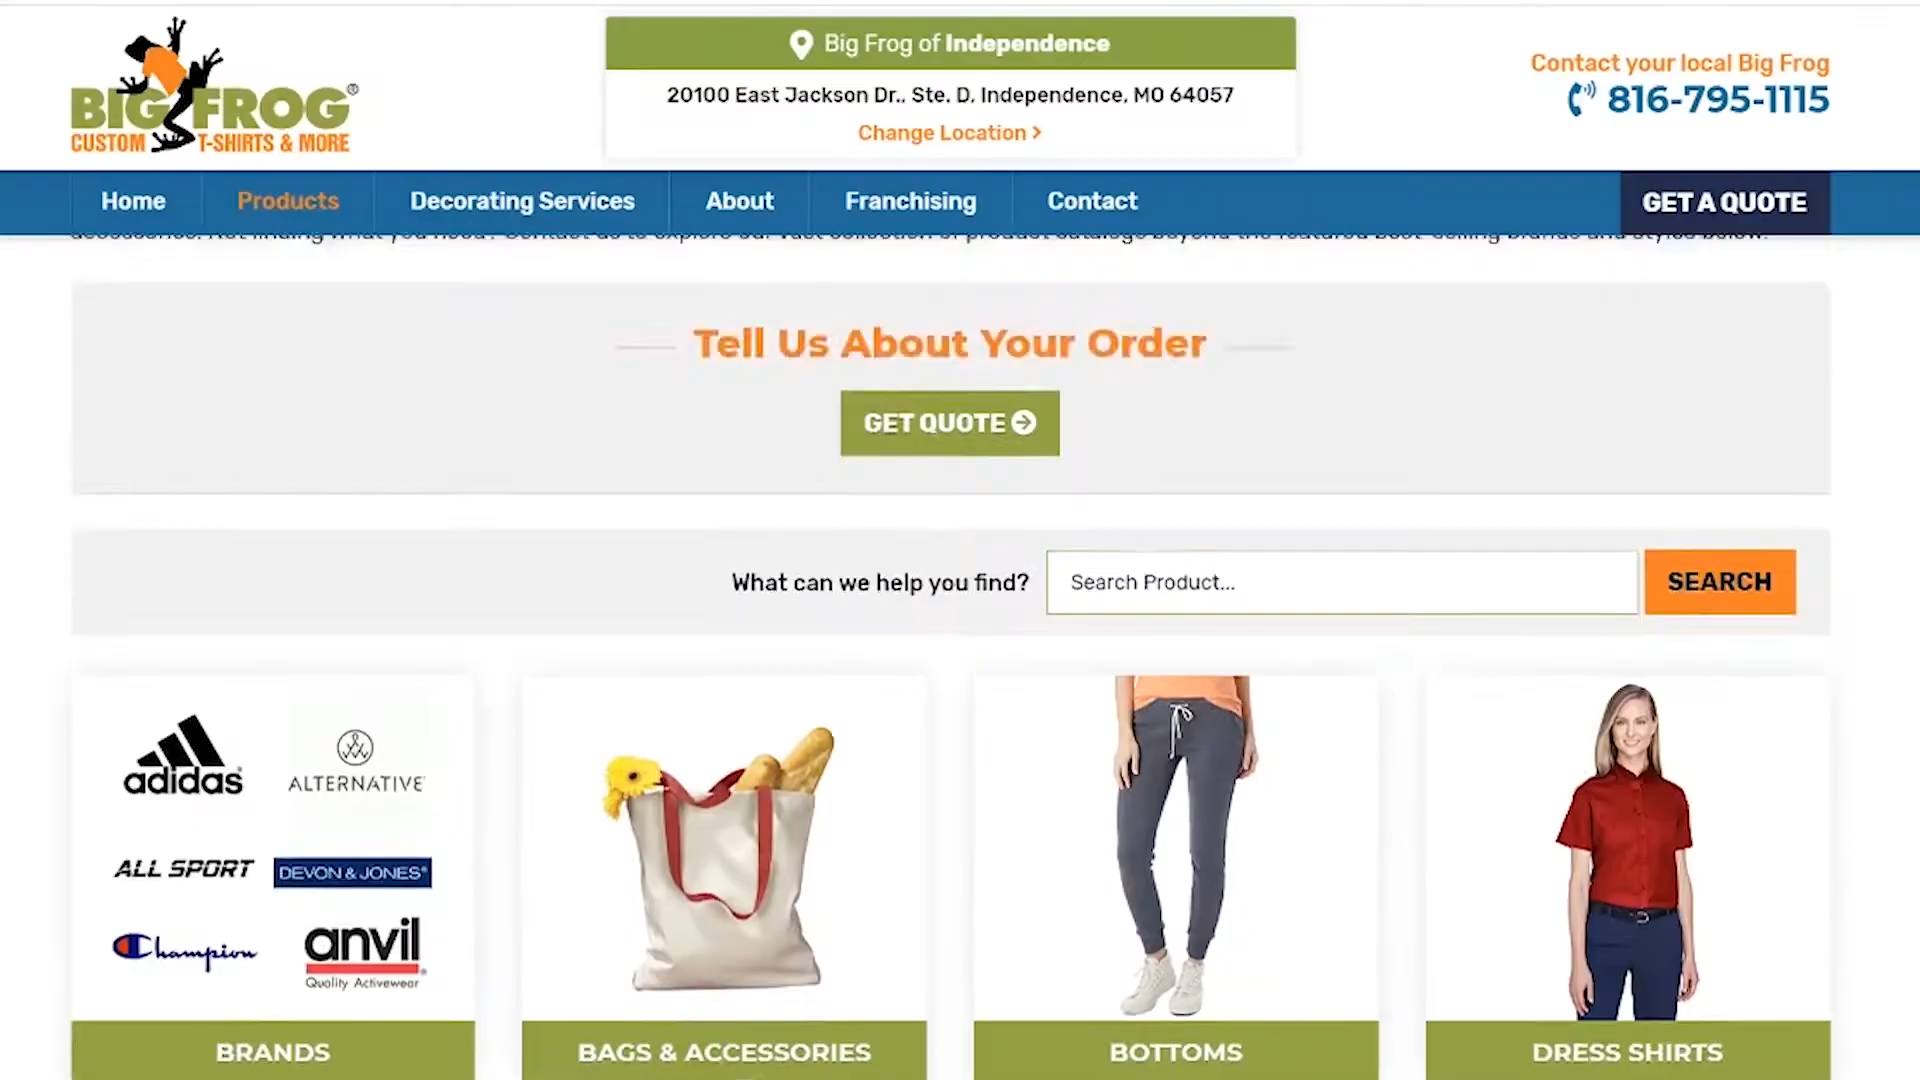 BIG FROG®
CUSTOM T-SHIRTS & MORE
Big Frog of Independence
20100 East Jackson Dr., Ste. D, Independence, MO 64057
Change Location
Contact your local Big Frog
816-795-1115
Home
Products
Decorating Services
About
Franchising
Contact
GET A QUOTE
Tell Us About Your Order
GET QUOTE
What can we help you find?
Search Product...
SEARCH
adidas
ALTERNATIVE
ALL SPORT
DEVON & JONES®
Champion
anvil
Quality Activewear
BRANDS
BAGS & ACCESSORIES
BOTTOMS
DRESS SHIRTS